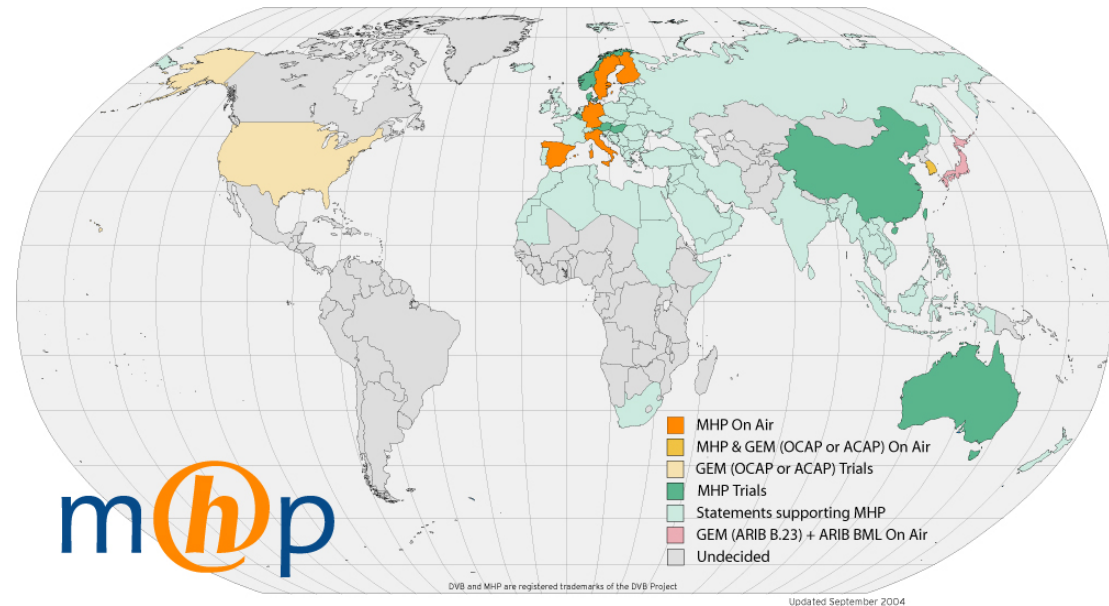 MHP On Air
MHP & GEM (OCAP or ACAP) On Air
GEM (OCAP or ACAP) Trials
MHP Trials
Statements supporting MHP
GEM (ARIB B.23) + ARIB BML On Air
Undecided
mhp
DVB and MHP are registered trademarks of the DVB Project
Updated September 2004